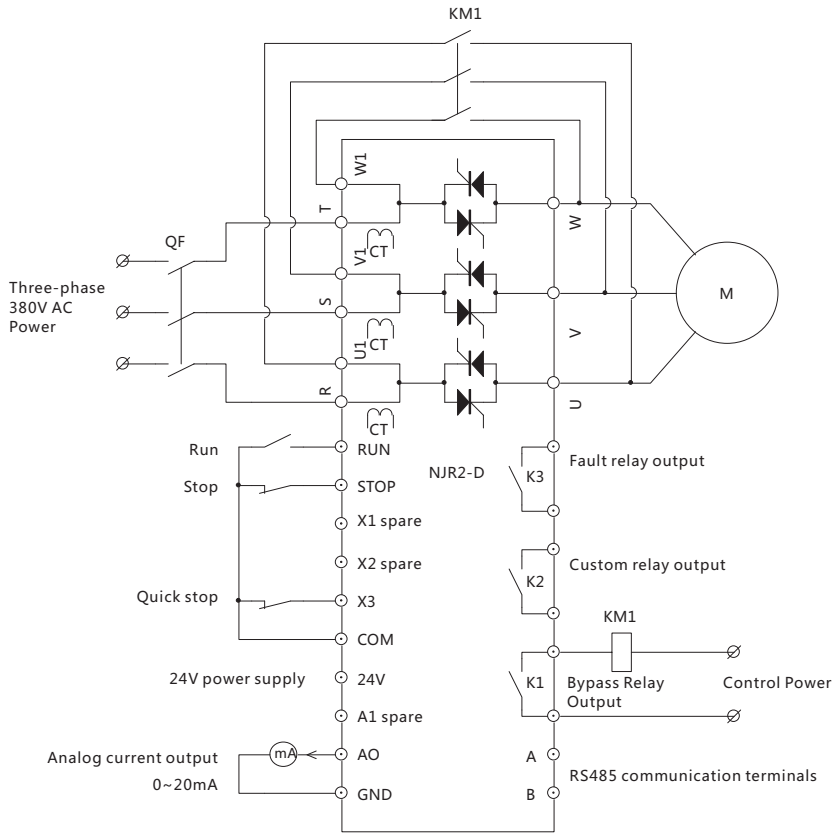 KM1
W1
T
CT
QF
V1
Three-phase
380V AC
Power
S
CT
U1
R
CT
W
V
U
M
Run
RUN
NJR2-D
K3
Fault relay output
Stop
STOP
X1 spare
X2 spare
K2
Custom relay output
Quick stop
X3
KM1
COM
24V power supply
24V
K1
Bypass Relay
Output
Control Power
A1 spare
Analog current output
0~20mA
mA
AO
A
RS485 communication terminals
GND
B